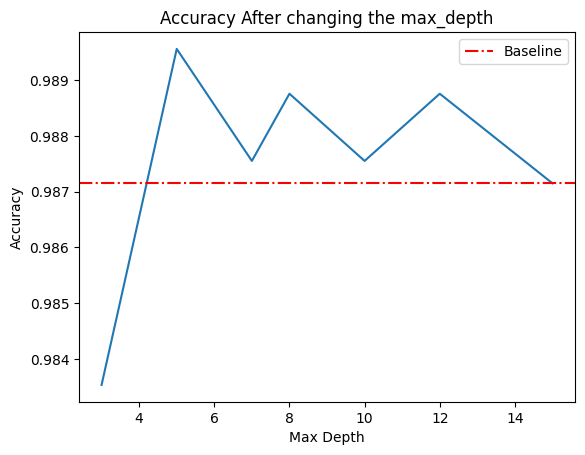 Accuracy After changing the max_depth
Baseline
0.989
0.988
0.987
0.986
0.985
0.984
Accuracy
4 6 8 10 12 14
Max Depth